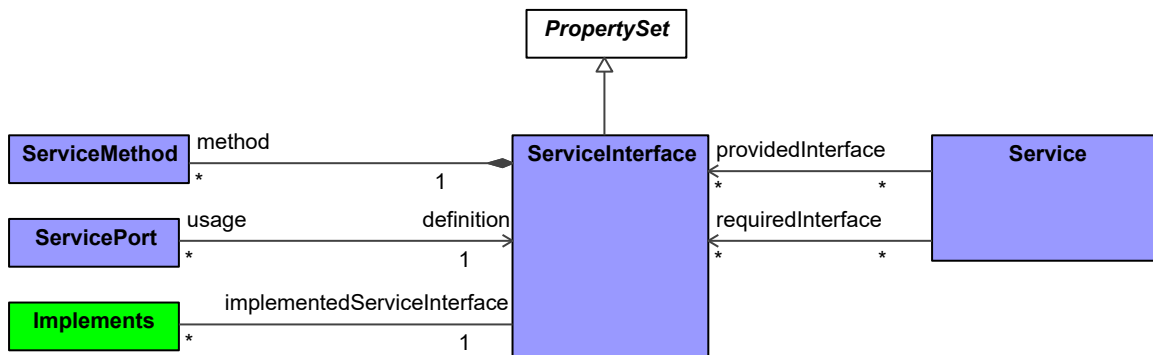 PropertySet
method
ServiceMethod
*
1
ServiceInterface
providedInterface
*
*
Service
usage
definition
ServicePort
*
1
requiredInterface
*
*
implementedServiceInterface
Implements
*
1